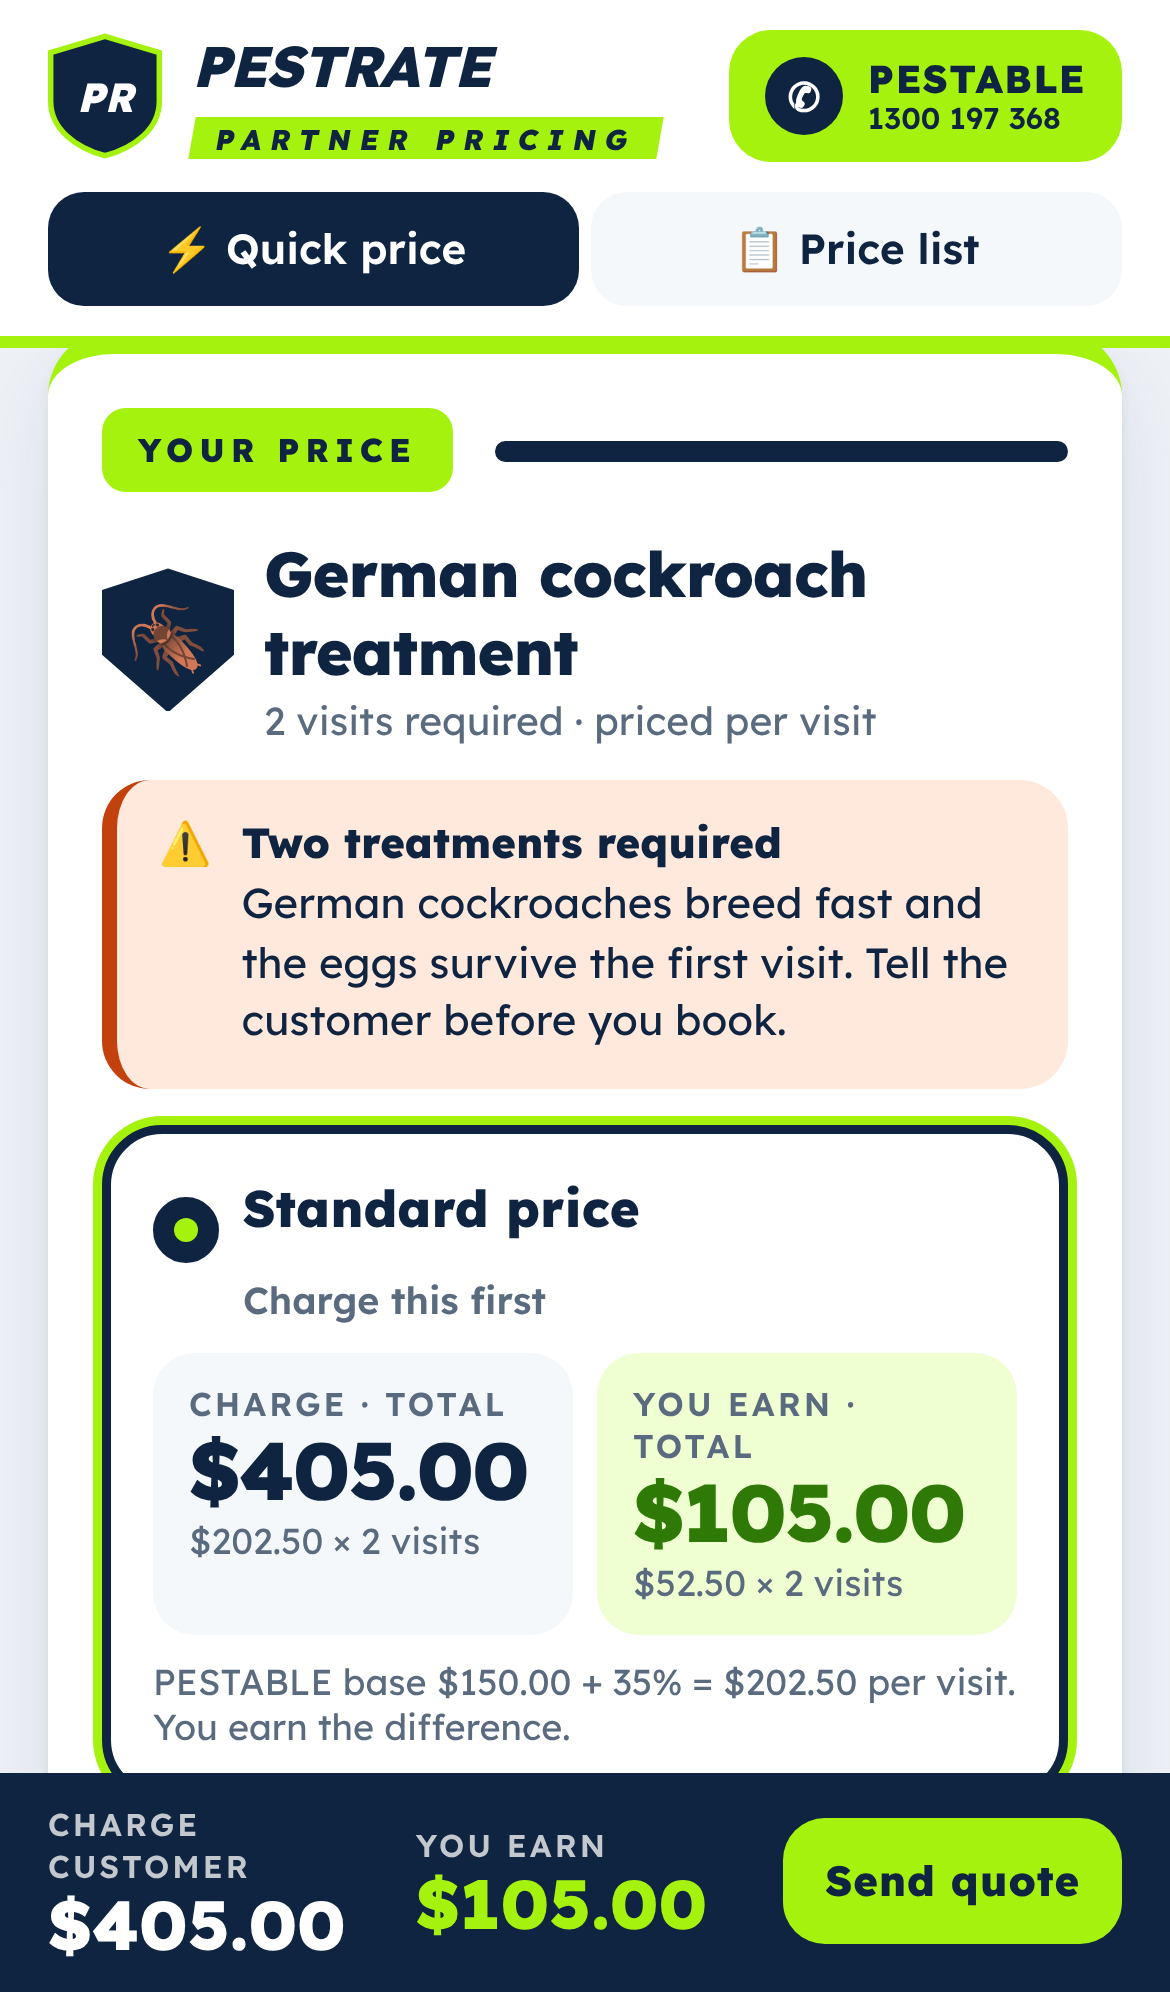 PR
PESTRATE
PARTNER PRICING
✆
PESTABLE
1300 197 368
⚡ Quick price
📋 Price list
YOUR PRICE
German cockroach
treatment
2 visits required · priced per visit
⚠️ Two treatments required
German cockroaches breed fast and
the eggs survive the first visit. Tell the
customer before you book.
Standard price
Charge this first
CHARGE · TOTAL
$405.00
$202.50 × 2 visits
YOU EARN ·
TOTAL
$105.00
$52.50 × 2 visits
PESTABLE base $150.00 + 35% = $202.50 per visit.
You earn the difference.
CHARGE
CUSTOMER
$405.00
YOU EARN
$105.00
Send quote